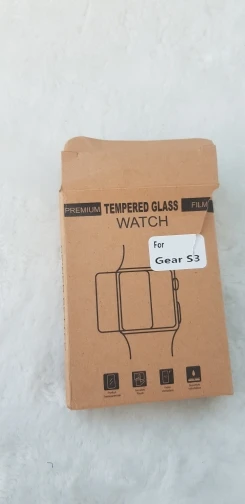 PREMIUM TEMPERED GLASS FILM
WATCH
For
Gear S3